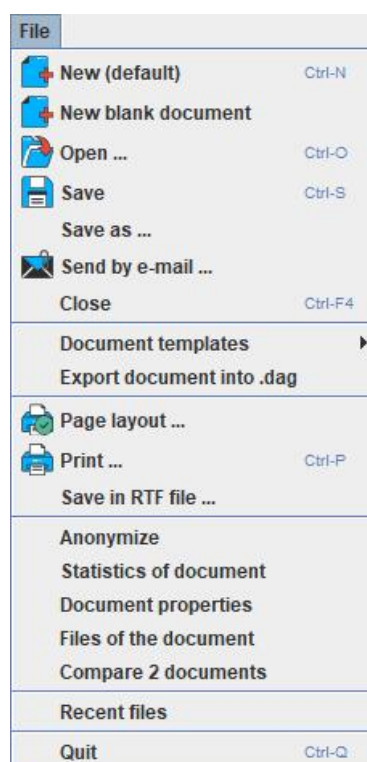 File
New (default) Ctrl-N
New blank document
Open ... Ctrl-O
Save Ctrl-S
Save as ...
Send by e-mail ...
Close Ctrl-F4
Document templates
Export document into .dag
Page layout ...
Print ... Ctrl-P
Save in RTF file ...
Anonymize
Statistics of document
Document properties
Files of the document
Compare 2 documents
Recent files
Quit Ctrl-Q